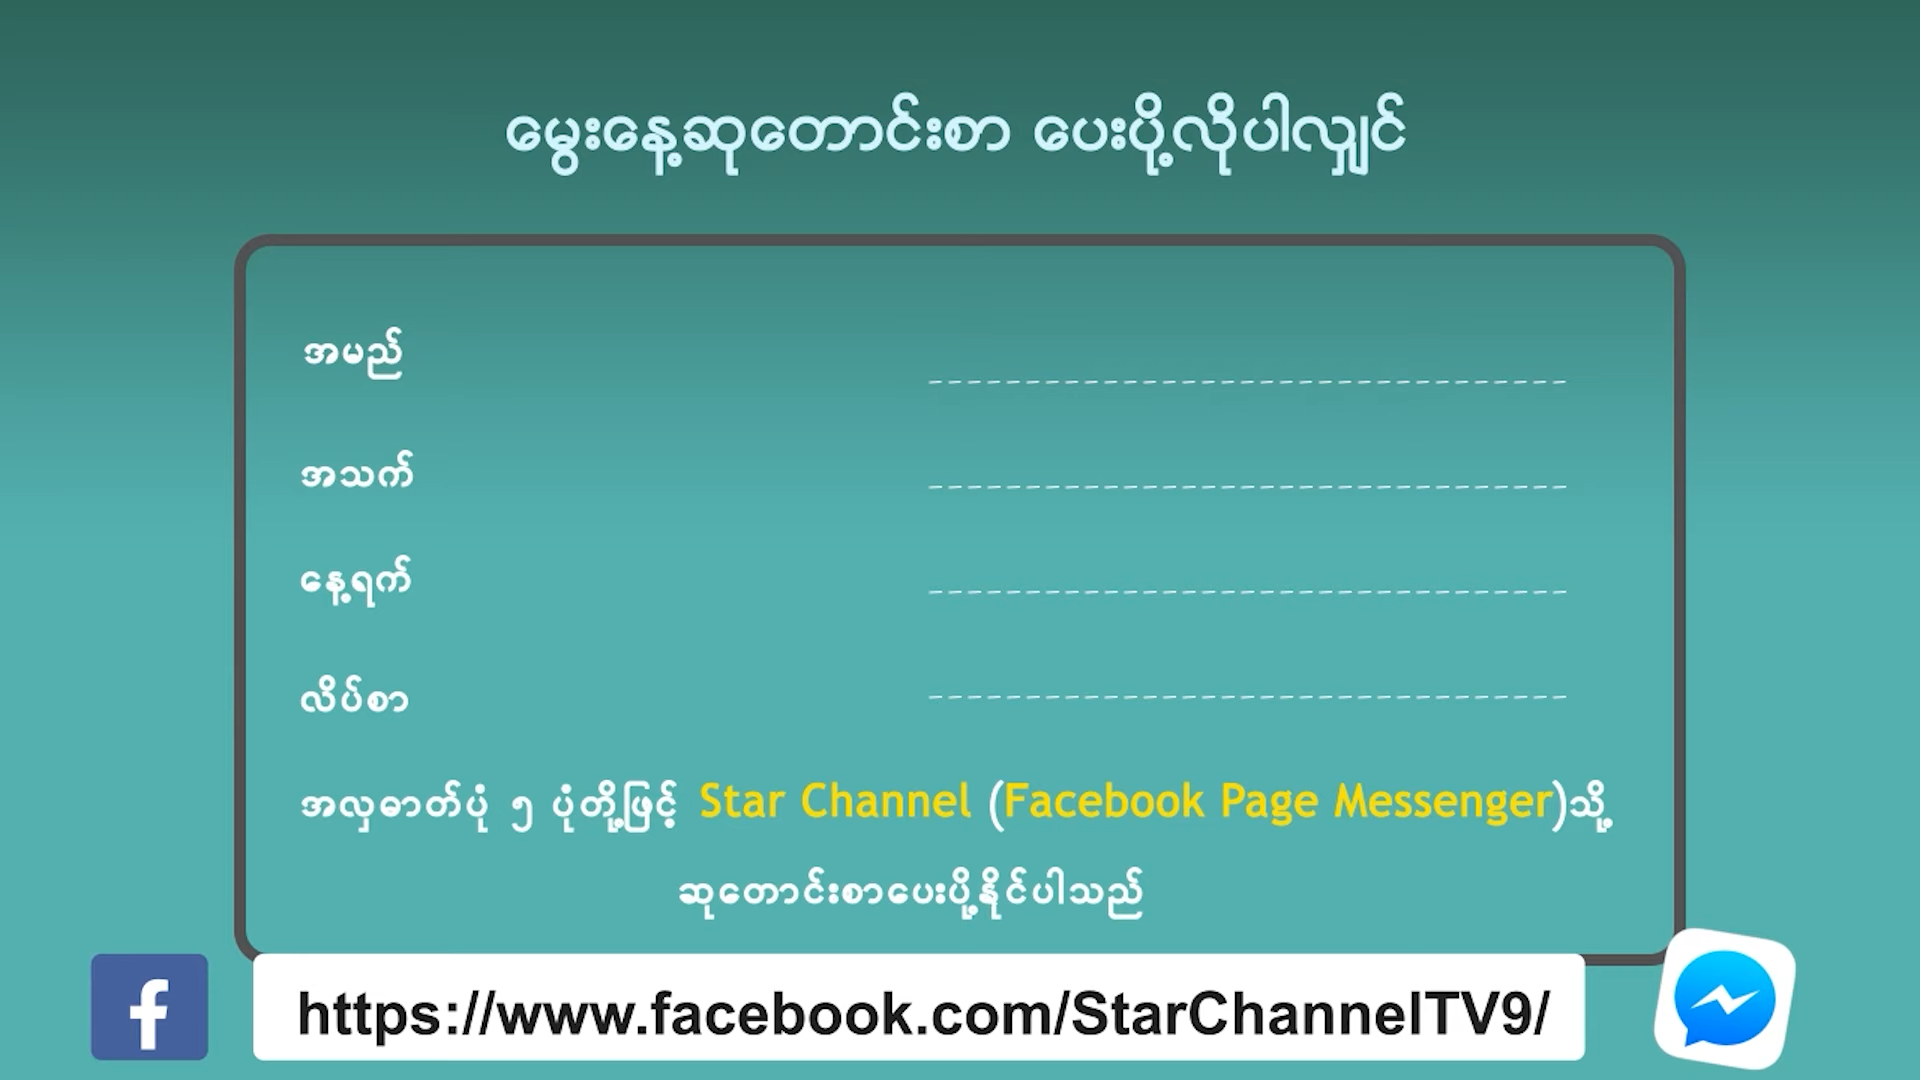 မွေးနေ့ဆုတောင်းစာ ပေးပို့လိုပါလျှင်
အမည်
အသက်
နေ့ရက်
လိပ်စာ
အလှဓာတ်ပုံ ၅ ပုံတို့ဖြင့် Star Channel (Facebook Page Messenger)သို့
ဆုတောင်းစာပေးပို့နိုင်ပါသည်
https://www.facebook.com/StarChannelTV9/